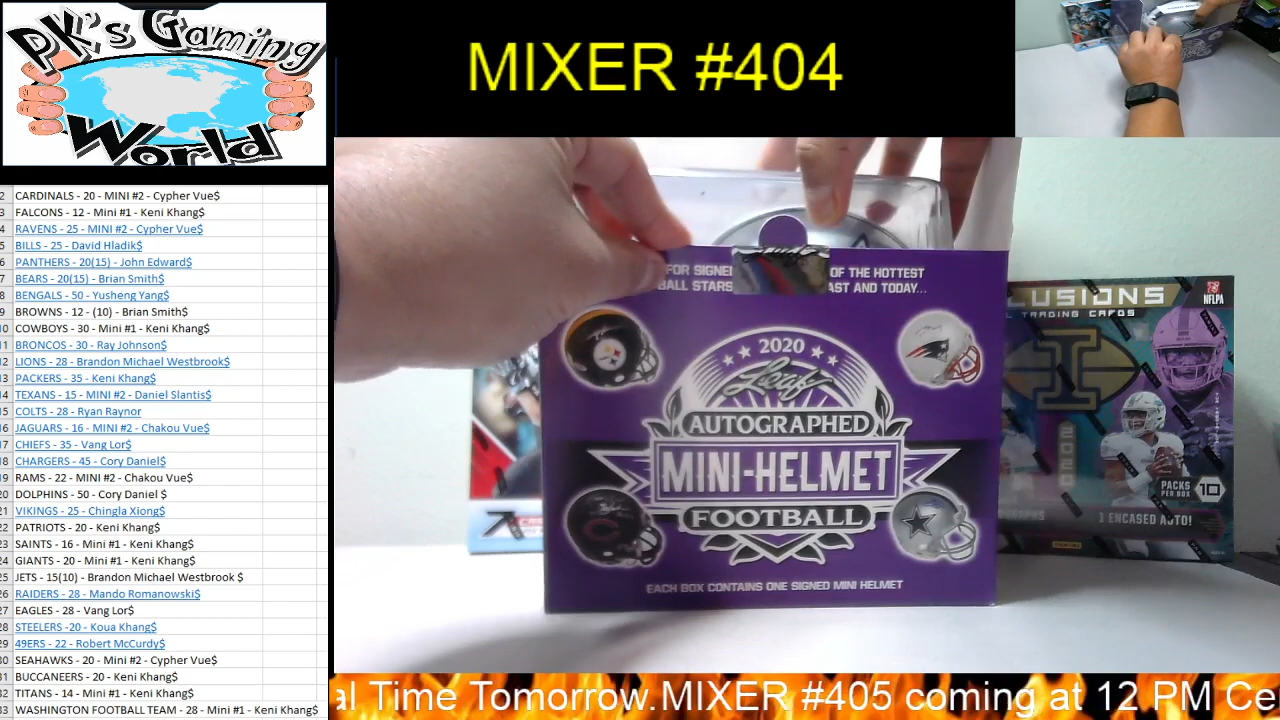 PK's Gaming
World
MIXER #404
2 CARDINALS - 20 - MINI #2 - Cypher Vue$
3 FALCONS - 12 - Mini #1 - Keni Khang$
4 RAVENS - 25 - MINI #2 - Cypher Vue$
5 BILLS - 25 - David Hladik$
6 PANTHERS - 20(15) - John Edward$
7 BEARS - 20(15) - Brian Smith$
8 BENGALS - 50 - Yusheng Yang$
9 BROWNS - 12 - (10) - Brian Smith$
10 COWBOYS - 30 - Mini #1 - Keni Khang$
11 BRONCOS - 30 - Ray Johnson$
12 LIONS - 28 - Brandon Michael Westbrook$
13 PACKERS - 35 - Keni Khang$
14 TEXANS - 15 - MINI #2 - Daniel Slantis$
15 COLTS - 28 - Ryan Raynor
16 JAGUARS - 16 - MINI #2 - Chakou Vue$
17 CHIEFS - 35 - Vang Lor$
18 CHARGERS - 45 - Cory Daniel$
19 RAMS - 22 - MINI #2 - Chakou Vue$
20 DOLPHINS - 50 - Cory Daniel $
21 VIKINGS - 25 - Chingla Xiong$
22 PATRIOTS - 20 - Keni Khang$
23 SAINTS - 16 - Mini #1 - Keni Khang$
24 GIANTS - 20 - Mini #1 - Keni Khang$
25 JETS - 15(10) - Brandon Michael Westbrook $
26 RAIDERS - 28 - Mando Romanowski$
27 EAGLES - 28 - Vang Lor$
28 STEELERS -20 - Koua Khang$
29 49ERS - 22 - Robert McCurdy$
30 SEAHAWKS - 20 - Mini #2 - Cypher Vue$
31 BUCCANEERS - 20 - Keni Khang$
32 TITANS - 14 - Mini #1 - Keni Khang$
33 WASHINGTON FOOTBALL TEAM - 28 - Mini #1 - Keni Khang$
FOR SIGNE OF THE HOTTEST
BALL STARS AST AND TODAY...
2020
Leaf
AUTOGRAPHED
MINI-HELMET
FOOTBALL
EACH BOX CONTAINS ONE SIGNED MINI HELMET
LUSIONS
L TRADING CARDS
NFLPA
I
2020
PACKS
PER BOX 10
OGRAPHS
1 ENCASED AUTO!
PANINI
al Time Tomorrow.MIXER #405 coming at 12 PM Ce